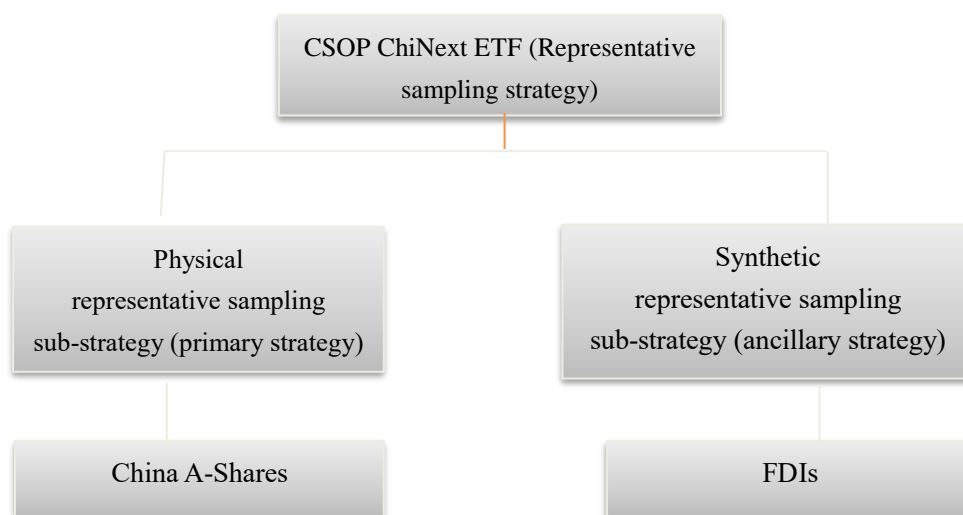 CSOP ChiNext ETF (Representative
sampling strategy)
Physical
representative sampling
sub-strategy (primary strategy)
Synthetic
representative sampling
sub-strategy (ancillary strategy)
China A-Shares
FDIs